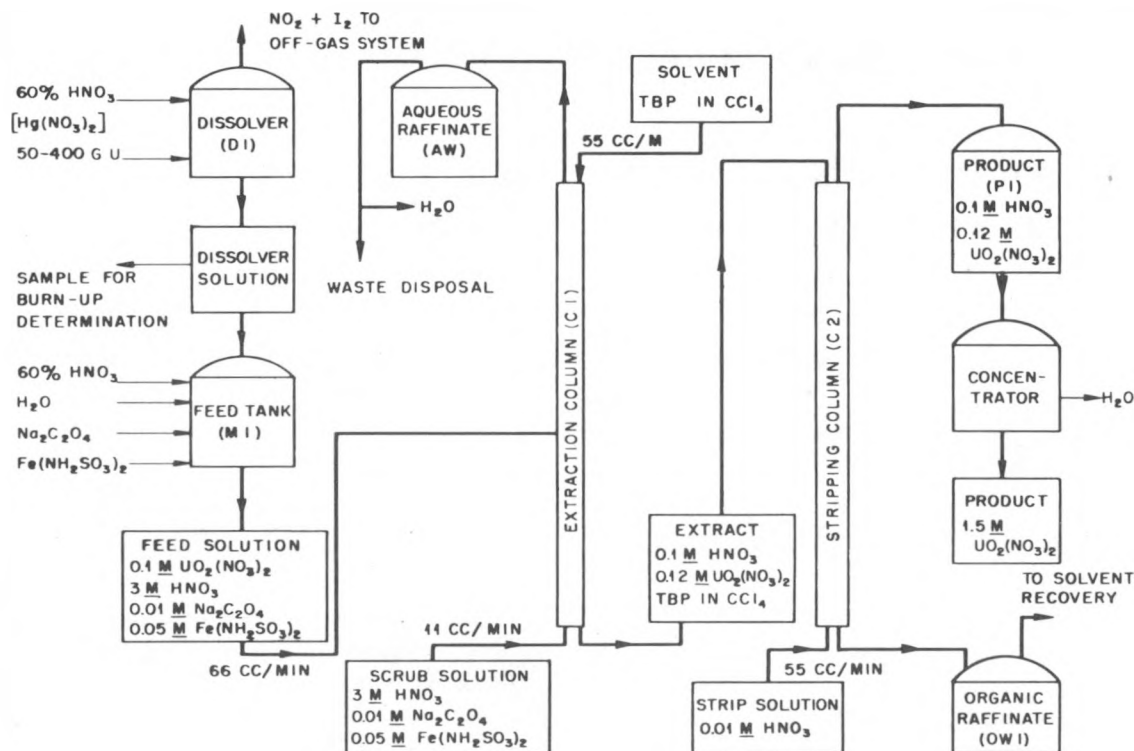 NO₂ + I₂ TO
OFF-GAS SYSTEM
60% HNO₃
[Hg(NO₃)₂]
50-400 G U
DISSOLVER
(D1)
DISSOLVER
SOLUTION
SAMPLE FOR
BURN-UP
DETERMINATION
60% HNO₃
H₂O
Na₂C₂O₄
Fe(NH₂SO₃)₂
FEED TANK
(M1)
FEED SOLUTION
0.1 M UO₂(NO₃)₂
3 M HNO₃
0.01 M Na₂C₂O₄
0.05 M Fe(NH₂SO₃)₂
66 CC/MIN
AQUEOUS
RAFFINATE
(AW)
H₂O
WASTE DISPOSAL
SOLVENT
TBP IN CCl₄
55 CC/M
EXTRACTION COLUMN (C1)
11 CC/MIN
SCRUB SOLUTION
3 M HNO₃
0.01 M Na₂C₂O₄
0.05 M Fe(NH₂SO₃)₂
EXTRACT
0.1 M HNO₃
0.12 M UO₂(NO₃)₂
TBP IN CCl₄
STRIPPING COLUMN (C2)
STRIP SOLUTION
0.01 M HNO₃
55 CC/MIN
PRODUCT
(P1)
0.1 M HNO₃
0.12 M
UO₂(NO₃)₂
CONCEN-
TRATOR
H₂O
PRODUCT
1.5 M
UO₂(NO₃)₂
TO SOLVENT
RECOVERY
ORGANIC
RAFFINATE
(OW1)